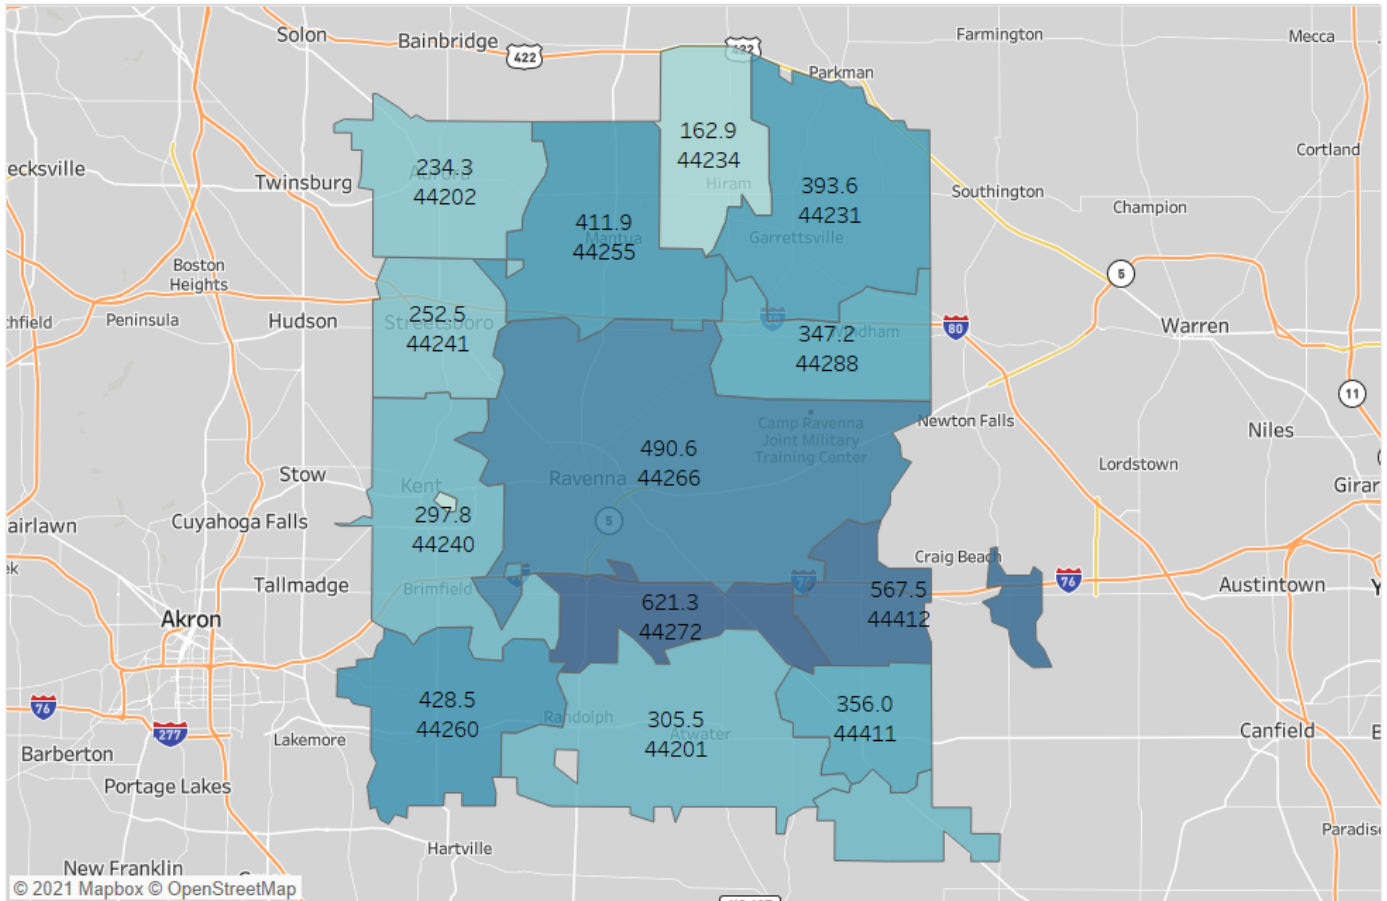 Solon
Bainbridge
422
422
Farmington
Mecca
Parkman
ecksville
Twinsburg
234.3
44202
Aurora
162.9
44234
Hiram
393.6
44231
Garrettsville
411.9
44255
Mantua
Cortland
Southington
Champion
Boston
Heights
5
hfield
Peninsula
Hudson
252.5
Streetsboro
44241
80
347.2
Windham
44288
80
Warren
11
Newton Falls
Niles
Camp Ravenna
Joint Military
Training Center
490.6
44266
Ravenna
Lordstown
Girar
Stow
Kent
297.8
44240
5
airlawn
Cuyahoga Falls
Craig Beach
ek
Tallmadge
Brimfield
76
Austintown
Y
567.5
44412
621.3
44272
Akron
76
277
428.5
44260
Randolph
305.5
Atwater
44201
356.0
44411
Lakemore
Canfield
B
Barberton
Portage Lakes
Hartville
Paradis
New Franklin
© 2021 Mapbox © OpenStreetMap